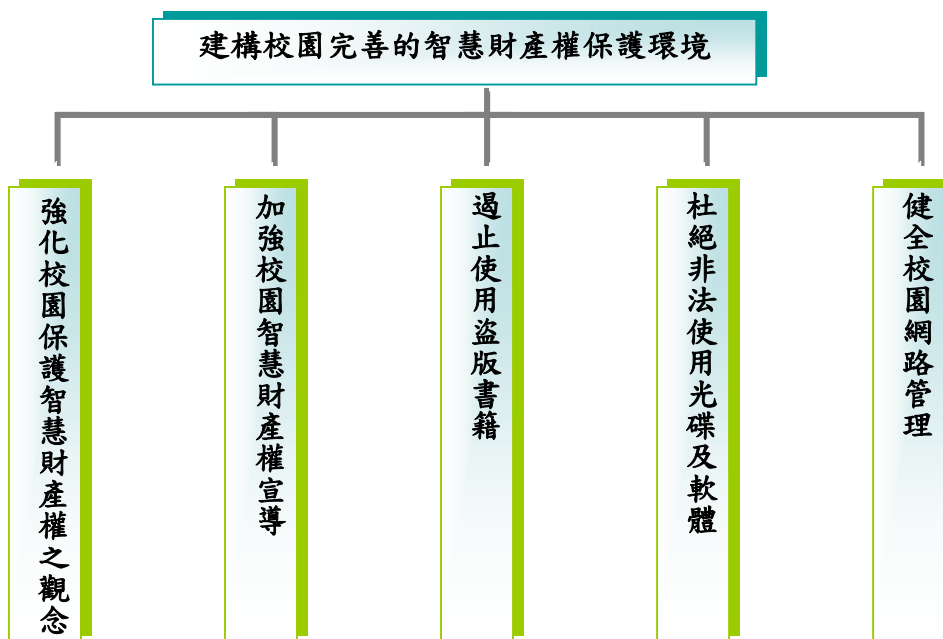 建構校園完善的智慧財產權保護環境
強化校園保護智慧財產權之觀念
加強校園智慧財產權宣導
遏止使用盜版書籍
杜絕非法使用光碟及軟體
健全校園網路管理